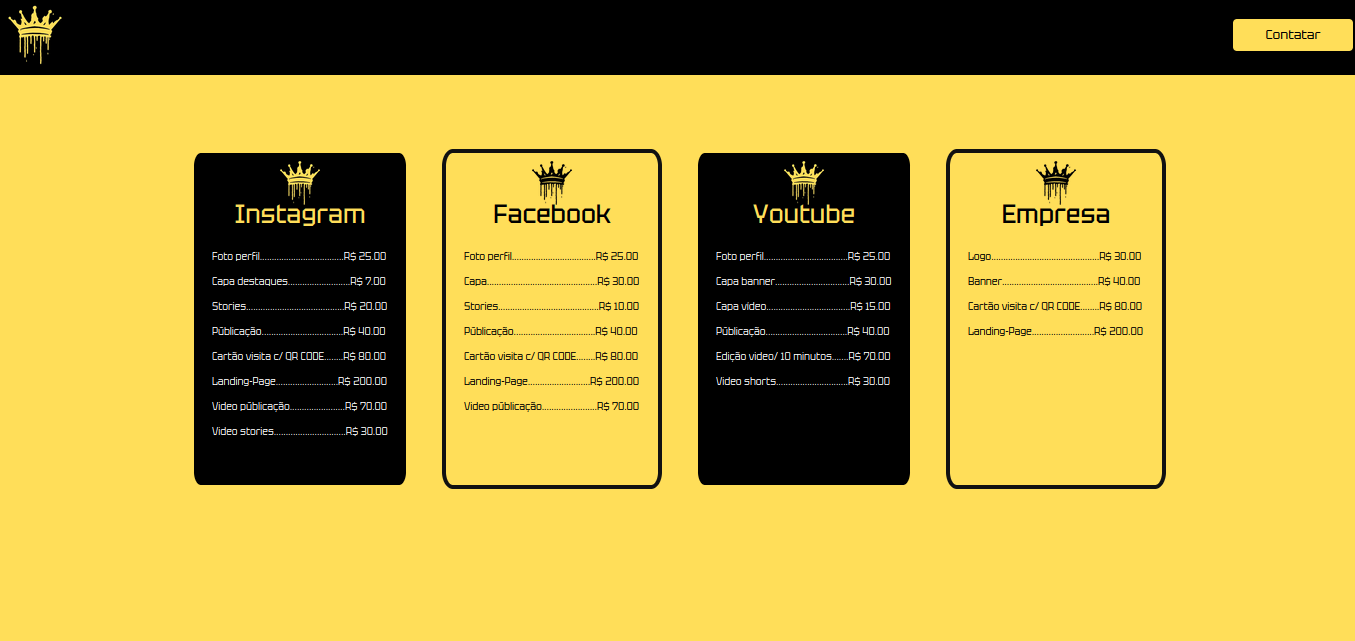 Contatar
Instagram
Foto perfil...................................R$ 25.00
Capa destaques..........................R$ 7.00
Stories.........................................R$ 20.00
Públicação..................................R$ 40.00
Cartão visita c/ QR CODE........R$ 80.00
Landing-Page..........................R$ 200.00
Video públicação.......................R$ 70.00
Video stories..............................R$ 30.00
Facebook
Foto perfil...................................R$ 25.00
Capa..............................................R$ 30.00
Stories..........................................R$ 10.00
Públicação..................................R$ 40.00
Cartão visita c/ QR CODE........R$ 80.00
Landing-Page..........................R$ 200.00
Video públicação.......................R$ 70.00
Youtube
Foto perfil...................................R$ 25.00
Capa banner...............................R$ 30.00
Capa video...................................R$ 15.00
Públicação..................................R$ 40.00
Edição video/ 10 minutos.......R$ 70.00
Video shorts..............................R$ 30.00
Empresa
Logo.............................................R$ 30.00
Banner........................................R$ 40.00
Cartão visita c/ QR CODE........R$ 80.00
Landing-Page..........................R$ 200.00